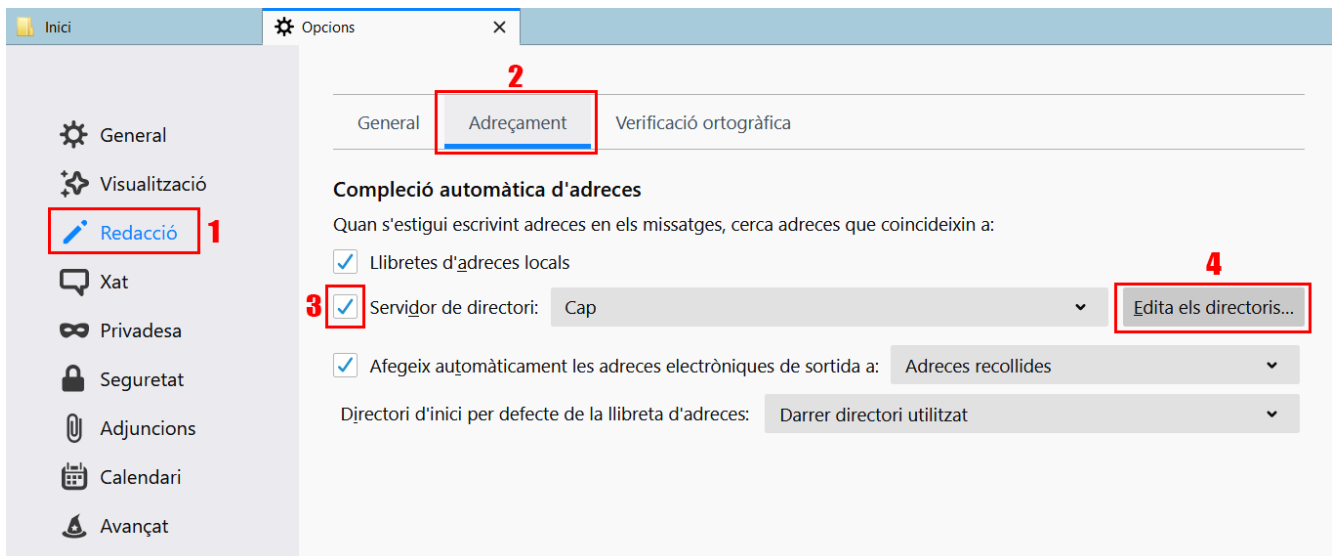 Inici
Opcions
2
General Adreçament Verificació ortogràfica
General
Visualització
Redacció 1
Xat
Privadesa
Seguretat
Adjuncions
Calendari
Avançat
Compleció automàtica d'adreces
Quan s'estigui escrivint adreces en els missatges, cerca adreces que coincideixin a:
Llibretes d'adreces locals
4
3 Servidor de directori: Cap Edita els directoris...
Afegeix automàticament les adreces electròniques de sortida a: Adreces recollides
Directori d'inici per defecte de la llibreta d'adreces: Darrer directori utilitzat